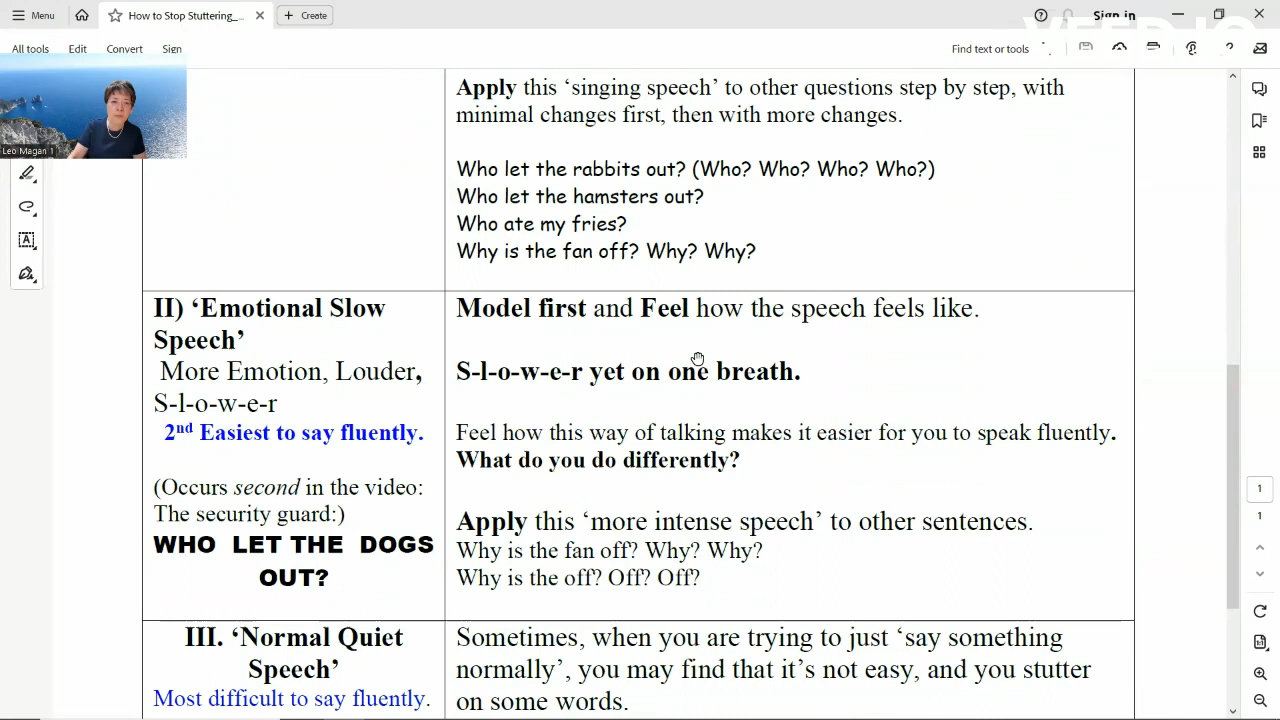 Menu
How to Stop Stuttering_...
Create
Sign in
All tools
Edit
Convert
Sign
Find text or tools
Leo Magan 1
Apply this ‘singing speech’ to other questions step by step, with
minimal changes first, then with more changes.
Who let the rabbits out? (Who? Who? Who? Who?)
Who let the hamsters out?
Who ate my fries?
Why is the fan off? Why? Why?
II) ‘Emotional Slow
Speech’
More Emotion, Louder,
S-l-o-w-e-r
2nd Easiest to say fluently.
(Occurs second in the video:
The security guard:)
WHO LET THE DOGS
OUT?
Model first and Feel how the speech feels like.
S-l-o-w-e-r yet on one breath.
Feel how this way of talking makes it easier for you to speak fluently.
What do you do differently?
Apply this ‘more intense speech’ to other sentences.
Why is the fan off? Why? Why?
Why is the off? Off? Off?
III. ‘Normal Quiet
Speech’
Most difficult to say fluently.
Sometimes, when you are trying to just ‘say something
normally’, you may find that it’s not easy, and you stutter
on some words.
1
1